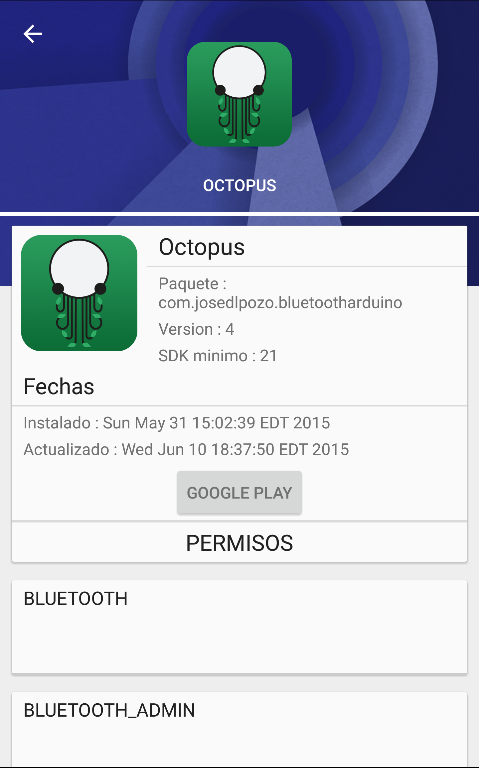 OCTOPUS
Octopus
Paquete :
com.josedlpozo.bluetootharduino
Version : 4
SDK minimo : 21
Fechas
Instalado : Sun May 31 15:02:39 EDT 2015
Actualizado : Wed Jun 10 18:37:50 EDT 2015
GOOGLE PLAY
PERMISOS
BLUETOOTH
BLUETOOTH_ADMIN